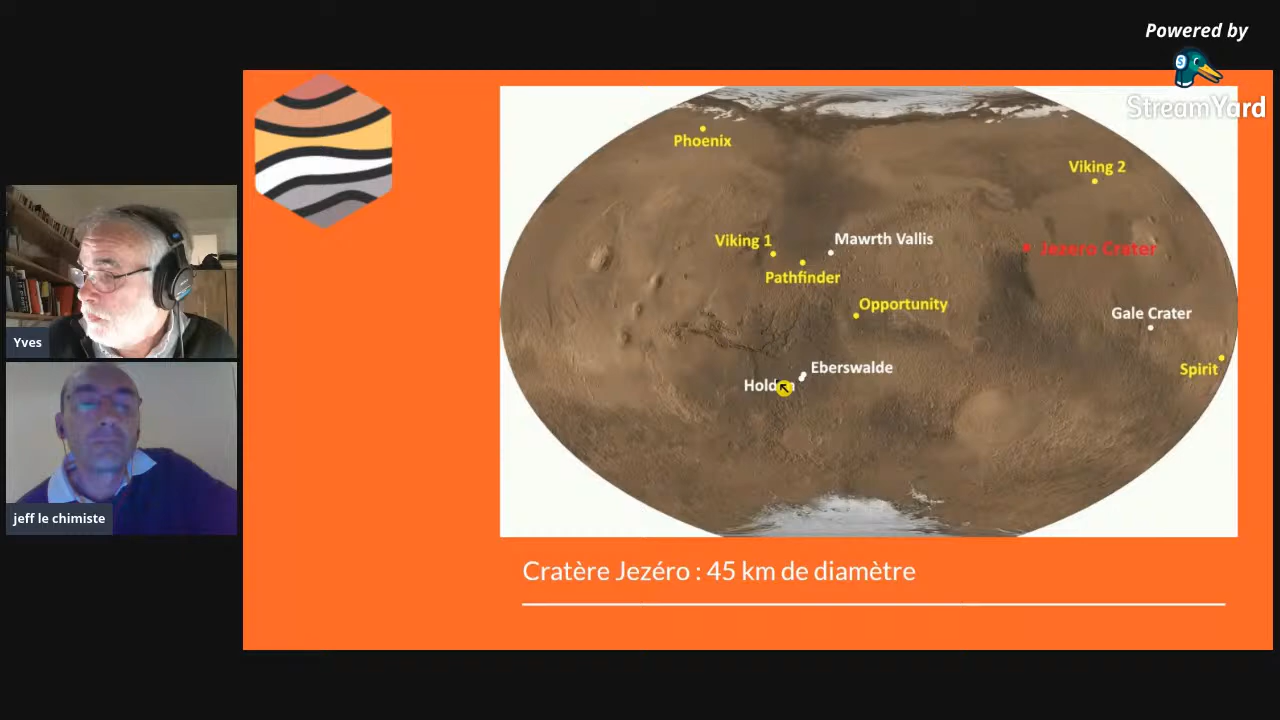 Powered by
StreamYard
Phoenix
Viking 2
Viking 1
Mawrth Vallis
Jezero Crater
Pathfinder
Opportunity
Gale Crater
Spirit
Eberswalde
Holden
Yves
jeff le chimiste
Cratère Jezéro : 45 km de diamètre